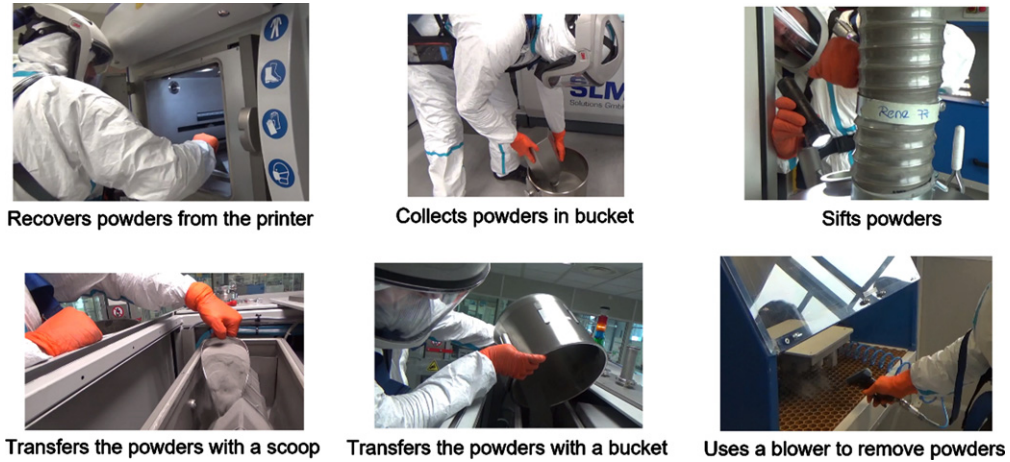 SLM
Solutions GmbH
Rene 77
Recovers powders from the printer
Collects powders in bucket
Sifts powders
Transfers the powders with a scoop
Transfers the powders with a bucket
Uses a blower to remove powders